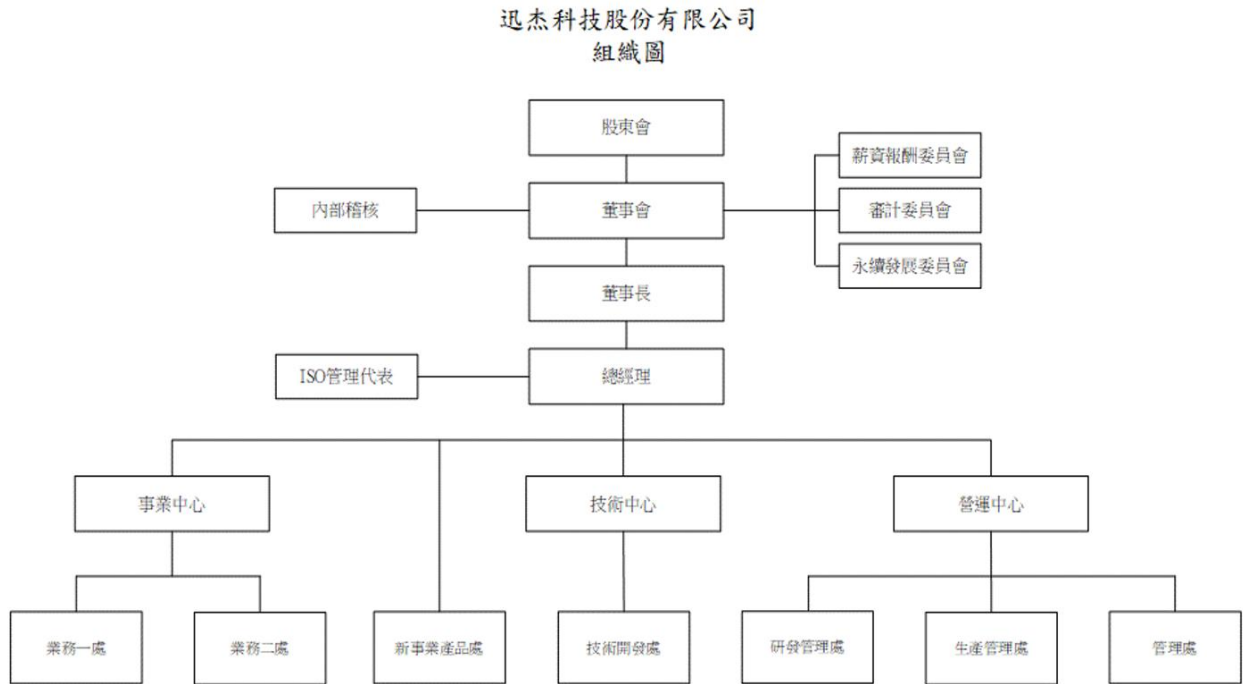 迅杰科技股份有限公司
組織圖
股東會
薪資報酬委員會
內部稽核
董事會
審計委員會
永續發展委員會
董事長
ISO管理代表
總經理
事業中心
技術中心
營運中心
業務一處
業務二處
新事業產品處
技術開發處
研發管理處
生產管理處
管理處